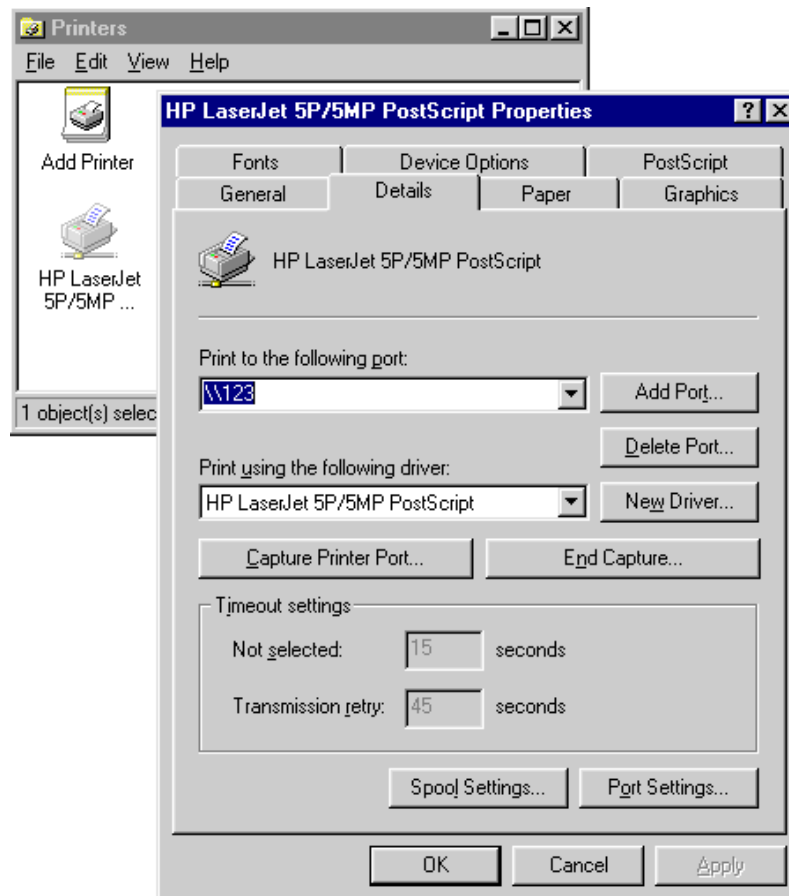 Printers
File Edit View Help
Add Printer
HP LaserJet
5P/5MP ...
1 object(s) selec
HP LaserJet 5P/5MP PostScript Properties
Fonts Device Options PostScript
General Details Paper Graphics
HP LaserJet 5P/5MP PostScript
Print to the following port:
\\123 Add Port...
Delete Port...
Print using the following driver:
HP LaserJet 5P/5MP PostScript New Driver...
Capture Printer Port... End Capture...
Timeout settings
Not selected: 15 seconds
Transmission retry: 45 seconds
Spool Settings... Port Settings...
OK Cancel Apply